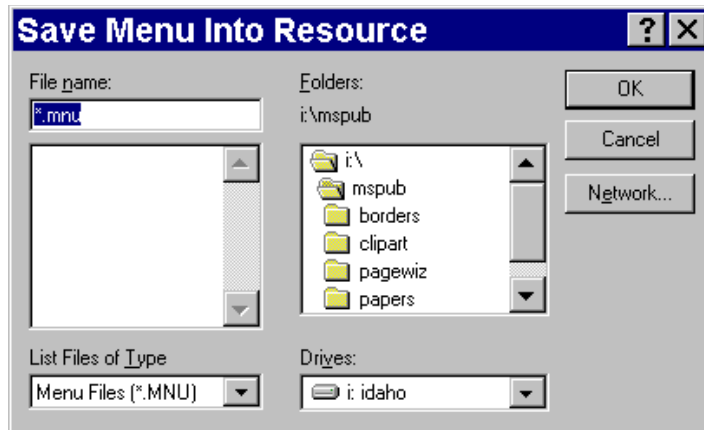 Save Menu Into Resource
? X
File name:
*.mnu
List Files of Type
Menu Files (*.MNU)
Folders:
i:\mspub
i:\
mspub
borders
clipart
pagewiz
papers
Drives:
i: idaho
OK
Cancel
Network...